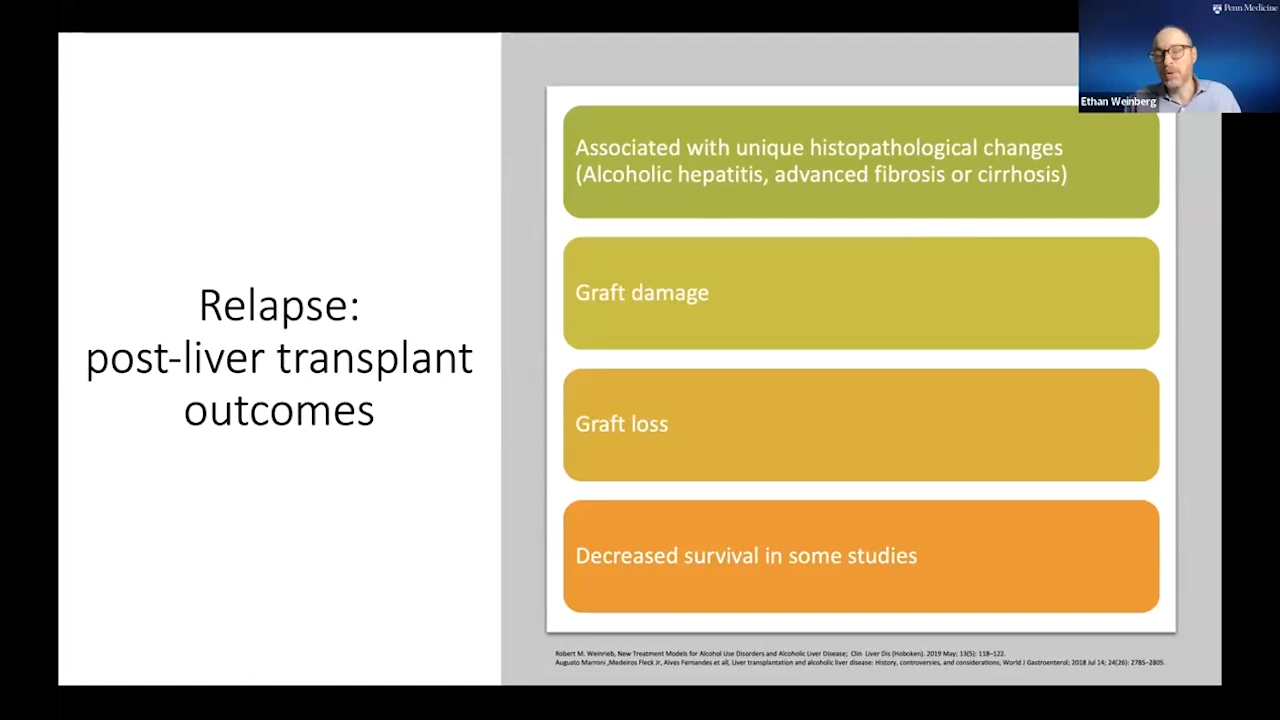 Penn Medicine
Ethan Weinberg
Relapse:
post-liver transplant
outcomes
Associated with unique histopathological changes
(Alcoholic hepatitis, advanced fibrosis or cirrhosis)
Graft damage
Graft loss
Decreased survival in some studies
Robert M. Weinrieb, New Treatment Models for Alcohol Use Disorders and Alcoholic Liver Disease; Clin Liver Dis (Hoboken). 2019 May; 13(5): 118–122.
Augusto Marroni ,Medeiros Fleck Jr, Alves Fernandes et all, Liver transplantation and alcoholic liver disease: History, controversies, and considerations; World J Gastroenterol; 2018 Jul 14; 24(26): 2785–2805.